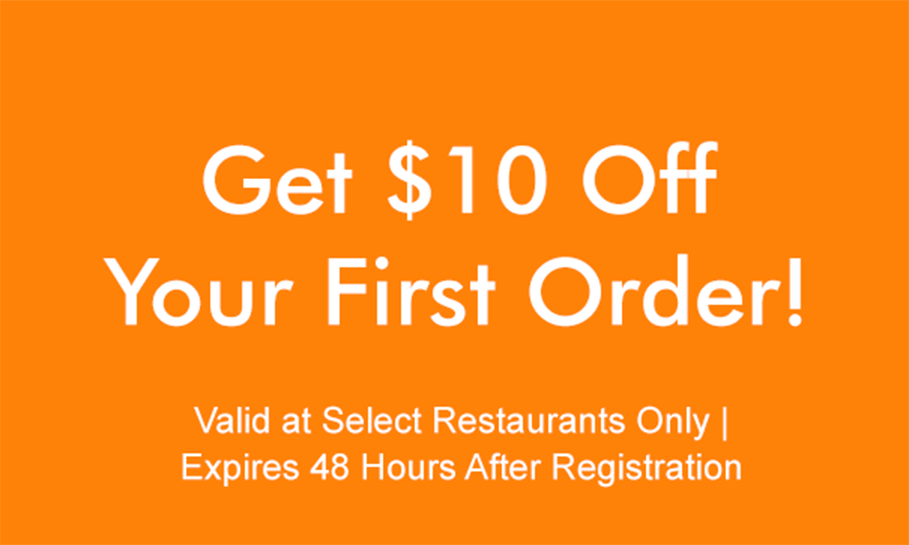 Get $10 Off
Your First Order!
Valid at Select Restaurants Only |
Expires 48 Hours After Registration